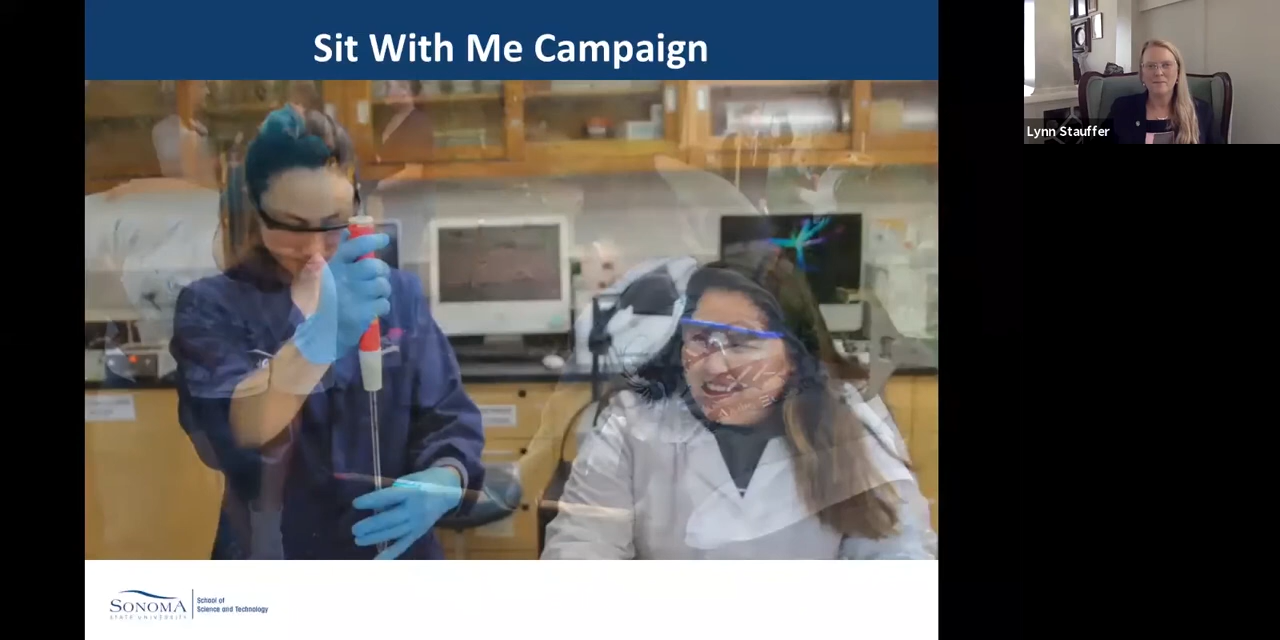 Sit With Me Campaign
Lynn Stauffer
SONOMA
STATE UNIVERSITY
School of
Science and Technology